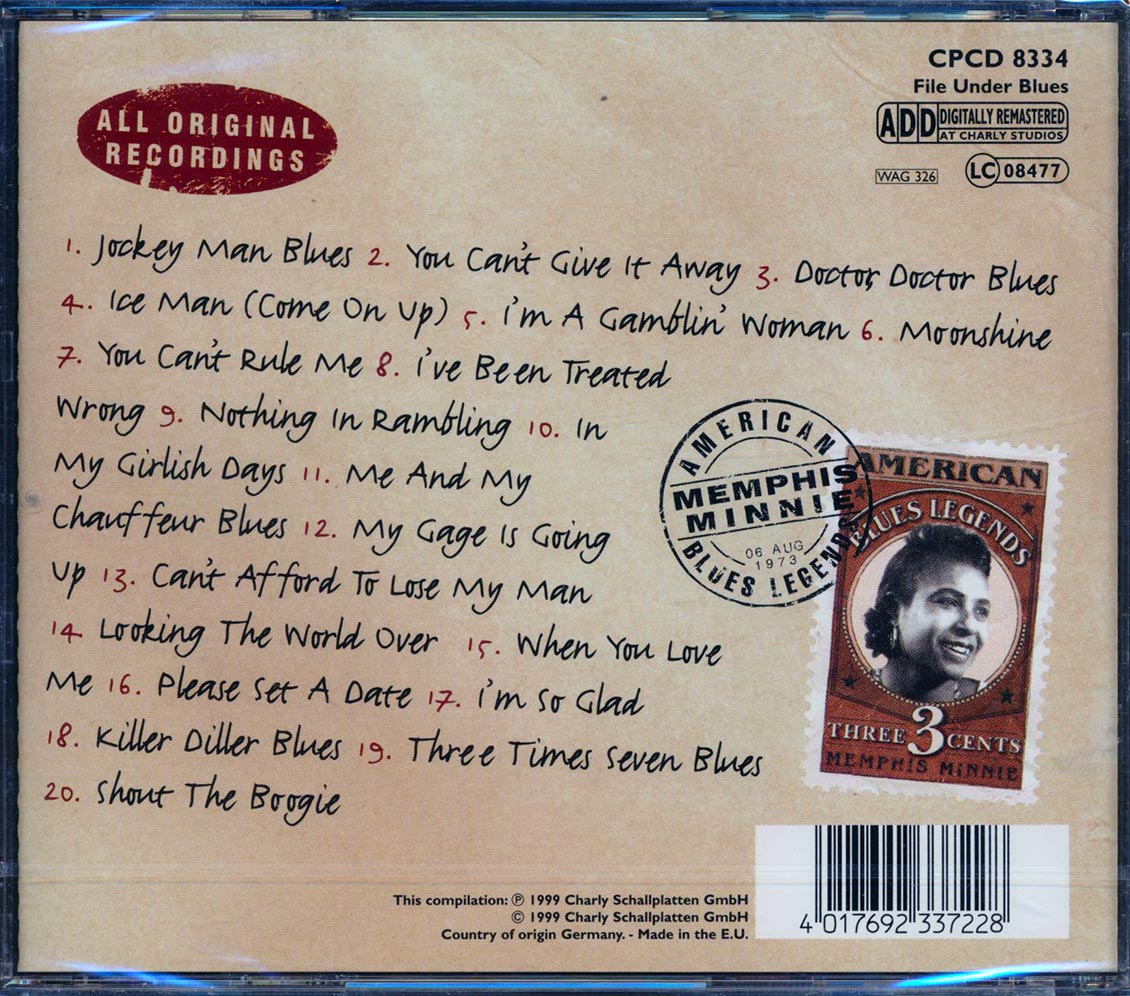 CPCD 8334
File Under Blues
ADD DIGITALLY REMASTERED
AT CHARLY STUDIOS
WAG 326
LC 08477
ALL ORIGINAL
RECORDINGS
1. Jockey Man Blues 2. You Can't Give It Away 3. Doctor, Doctor Blues
4. Ice Man (Come On Up) 5. I'm A Gamblin' Woman 6. Moonshine
7. You Can't Rule Me 8. I've Been Treated
Wrong 9. Nothing In Rambling 10. In
My Girlish Days 11. Me And My
Chauffeur Blues 12. My Gage Is Going
Up 13. Can't Afford To Lose My Man
14. Looking The World Over 15. When You Love
Me 16. Please Set A Date 17. I'm So Glad
18. Killer Diller Blues 19. Three Times Seven Blues
20. Shout The Boogie
AMERICAN
MEMPHIS
MINNIE
06 AUG
1973
BLUES LEGENDS
AMERICAN
BLUES LEGENDS
THREE 3 CENTS
MEMPHIS MINNIE
This compilation: ℗ 1999 Charly Schallplatten GmbH
© 1999 Charly Schallplatten GmbH
Country of origin Germany. - Made in the E.U.
4 017692 337228